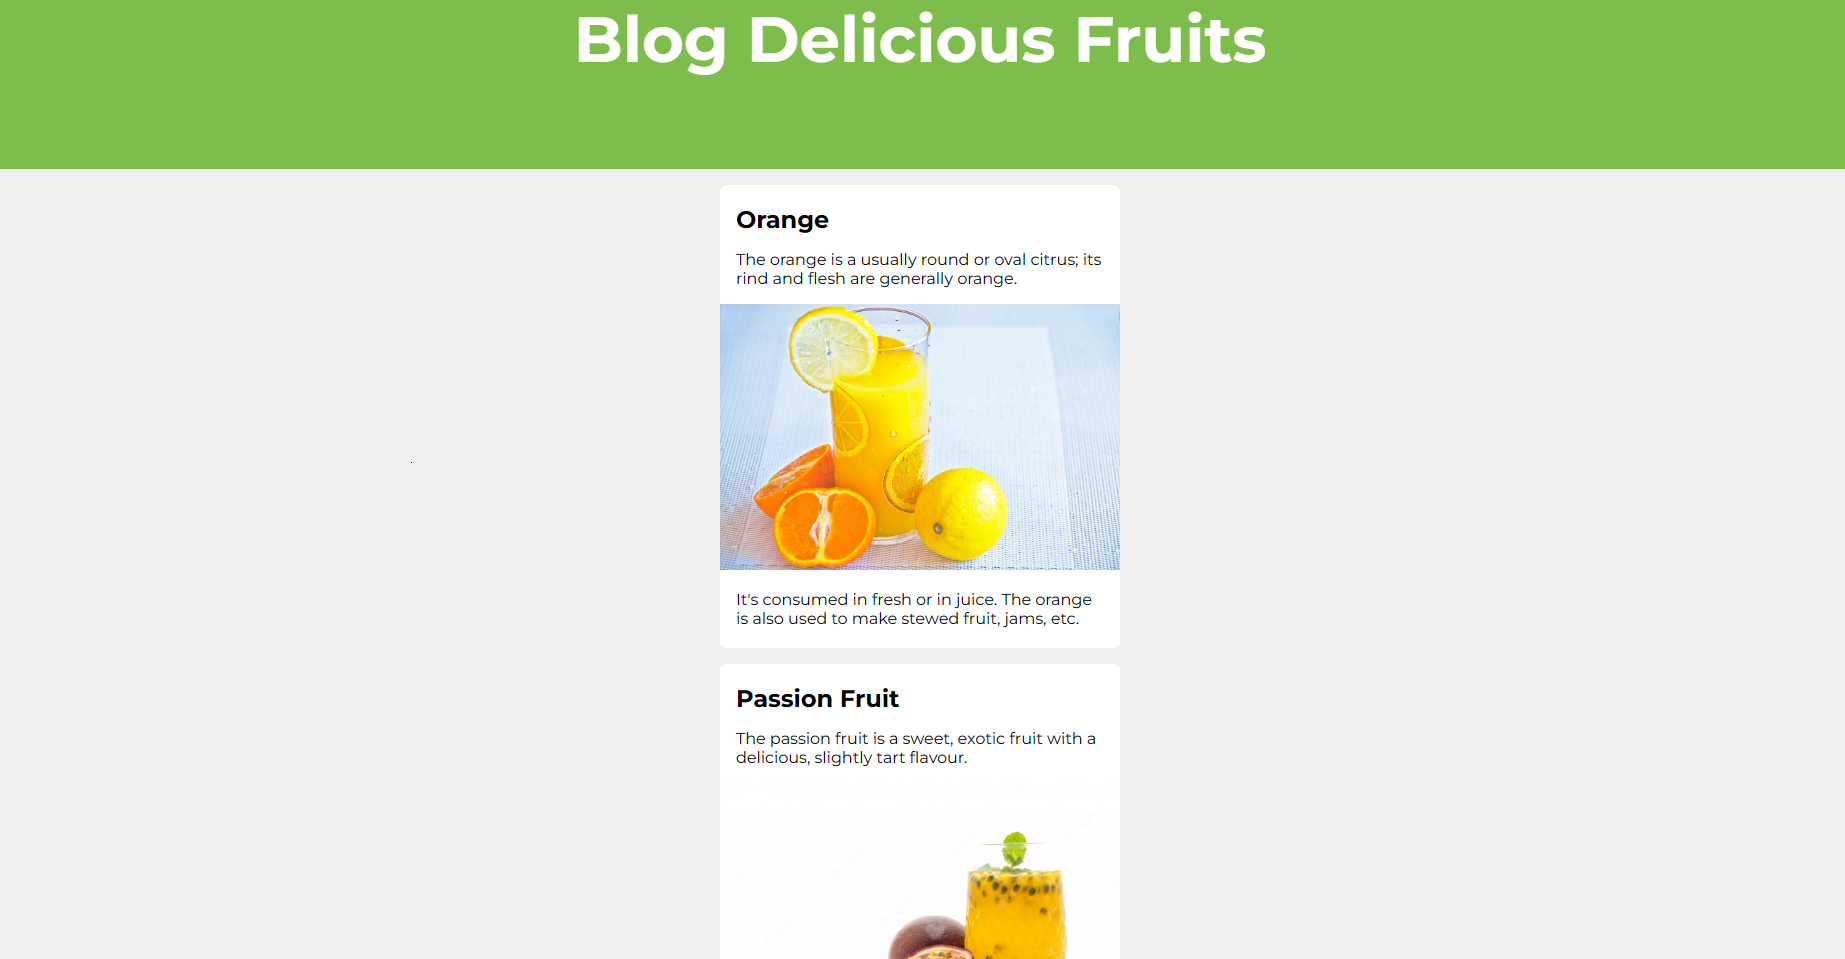 Blog Delicious Fruits
Orange
The orange is a usually round or oval citrus; its
rind and flesh are generally orange.
It's consumed in fresh or in juice. The orange
is also used to make stewed fruit, jams, etc.
Passion Fruit
The passion fruit is a sweet, exotic fruit with a
delicious, slightly tart flavour.